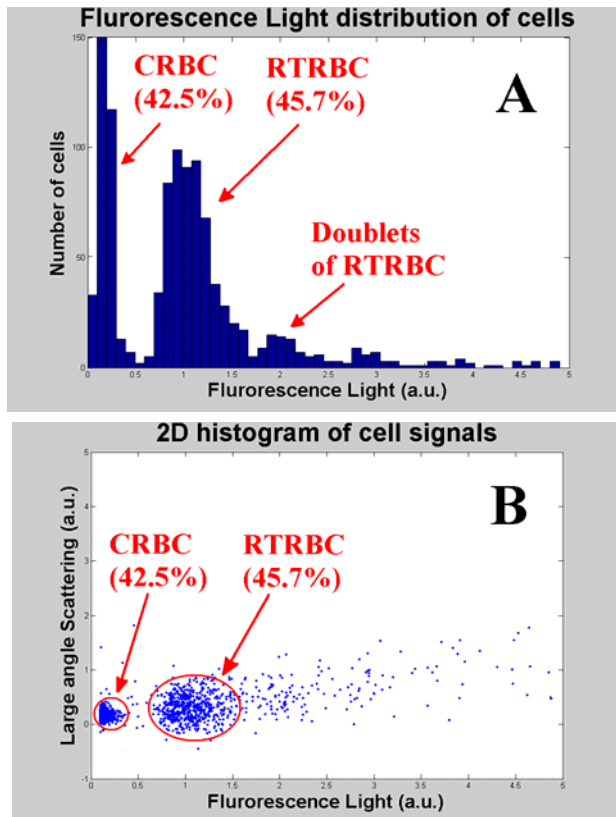 Flurorescence Light distribution of cells
150
100
50
0
Number of cells
CRBC
(42.5%)
RTRBC
(45.7%)
A
Doublets
of RTRBC
0
0.5
1
1.5
2
2.5
3
3.5
4
4.5
5
Flurorescence Light (a.u.)
2D histogram of cell signals
5
4
3
2
1
0
-1
Large angle Scattering (a.u.)
CRBC
(42.5%)
RTRBC
(45.7%)
B
0
0.5
1
1.5
2
2.5
3
3.5
4
4.5
5
Flurorescence Light (a.u.)